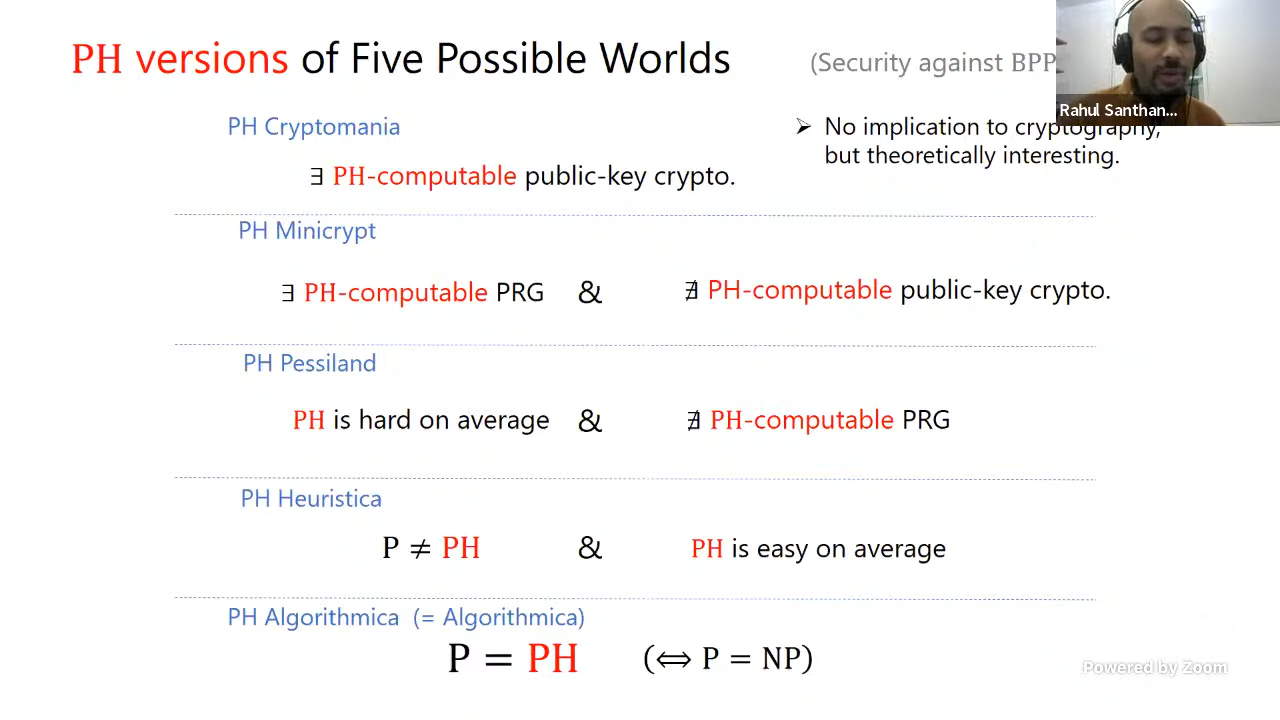 PH versions of Five Possible Worlds
(Security against BPP
Rahul Santhan...
PH Cryptomania
➢ No implication to cryptography,
but theoretically interesting.
∃ PH-computable public-key crypto.
PH Minicrypt
∃ PH-computable PRG & ∄ PH-computable public-key crypto.
PH Pessiland
PH is hard on average & ∄ PH-computable PRG
PH Heuristica
P ≠ PH & PH is easy on average
PH Algorithmica (= Algorithmica)
P = PH (⟺ P = NP)
Powered by Zoom